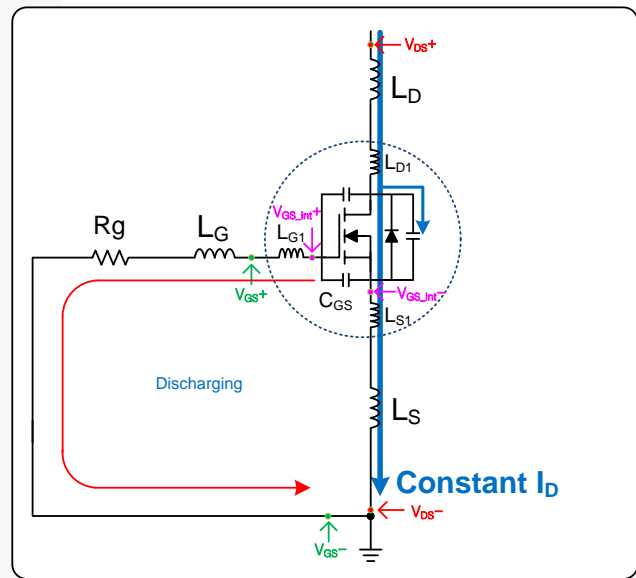 VDS+
LD
LD1
VGS_int+
Rg
LG
LG1
VGS+
CGS
VGS_int−
LS1
Discharging
LS
Constant ID
VDS−
VGS−